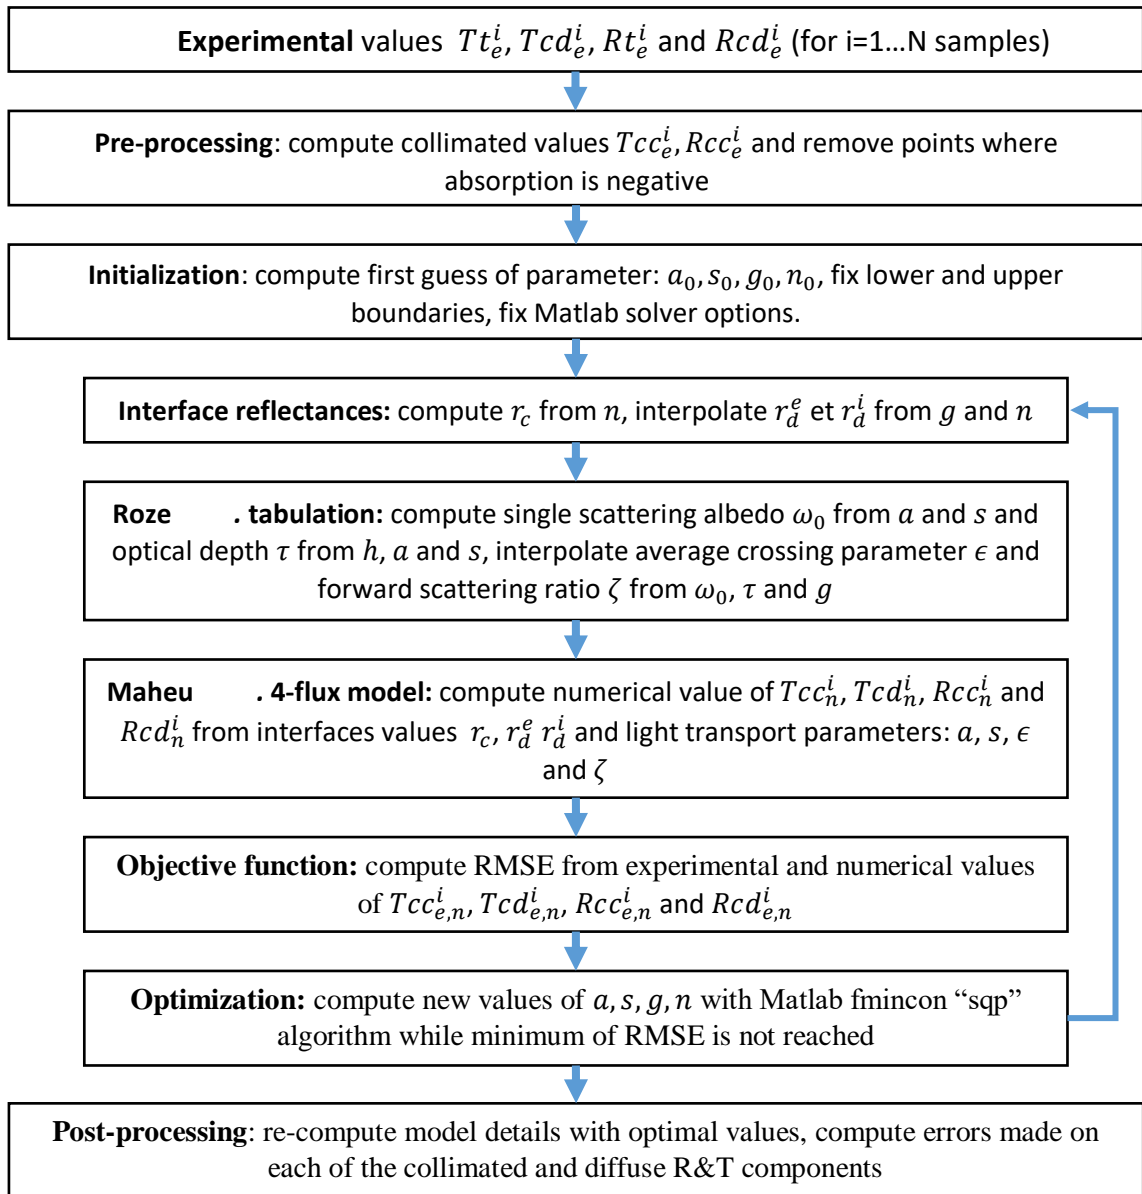 Experimental values $Tt_e^i, Tcd_e^i, Rt_e^i$ and $Rcd_e^i$ (for i=1…N samples)
Pre-processing: compute collimated values $Tcc_e^i, Rcc_e^i$ and remove points where
absorption is negative
Initialization: compute first guess of parameter: $a_0, s_0, g_0, n_0$, fix lower and upper
boundaries, fix Matlab solver options.
Interface reflectances: compute $r_c$ from $n$, interpolate $r_d^e$ et $r_d^i$ from $g$ and $n$
Roze . tabulation: compute single scattering albedo $\omega_0$ from $a$ and $s$ and
optical depth $\tau$ from $h$, $a$ and $s$, interpolate average crossing parameter $\epsilon$ and
forward scattering ratio $\zeta$ from $\omega_0$, $\tau$ and $g$
Maheu . 4-flux model: compute numerical value of $Tcc_n^i, Tcd_n^i, Rcc_n^i$ and
$Rcd_n^i$ from interfaces values $r_c, r_d^e$ $r_d^i$ and light transport parameters: $a$, $s$, $\epsilon$
and $\zeta$
Objective function: compute RMSE from experimental and numerical values
of $Tcc_{e,n}^i, Tcd_{e,n}^i, Rcc_{e,n}^i$ and $Rcd_{e,n}^i$
Optimization: compute new values of $a, s, g, n$ with Matlab fmincon “sqp”
algorithm while minimum of RMSE is not reached
Post-processing: re-compute model details with optimal values, compute errors made on
each of the collimated and diffuse R&T components